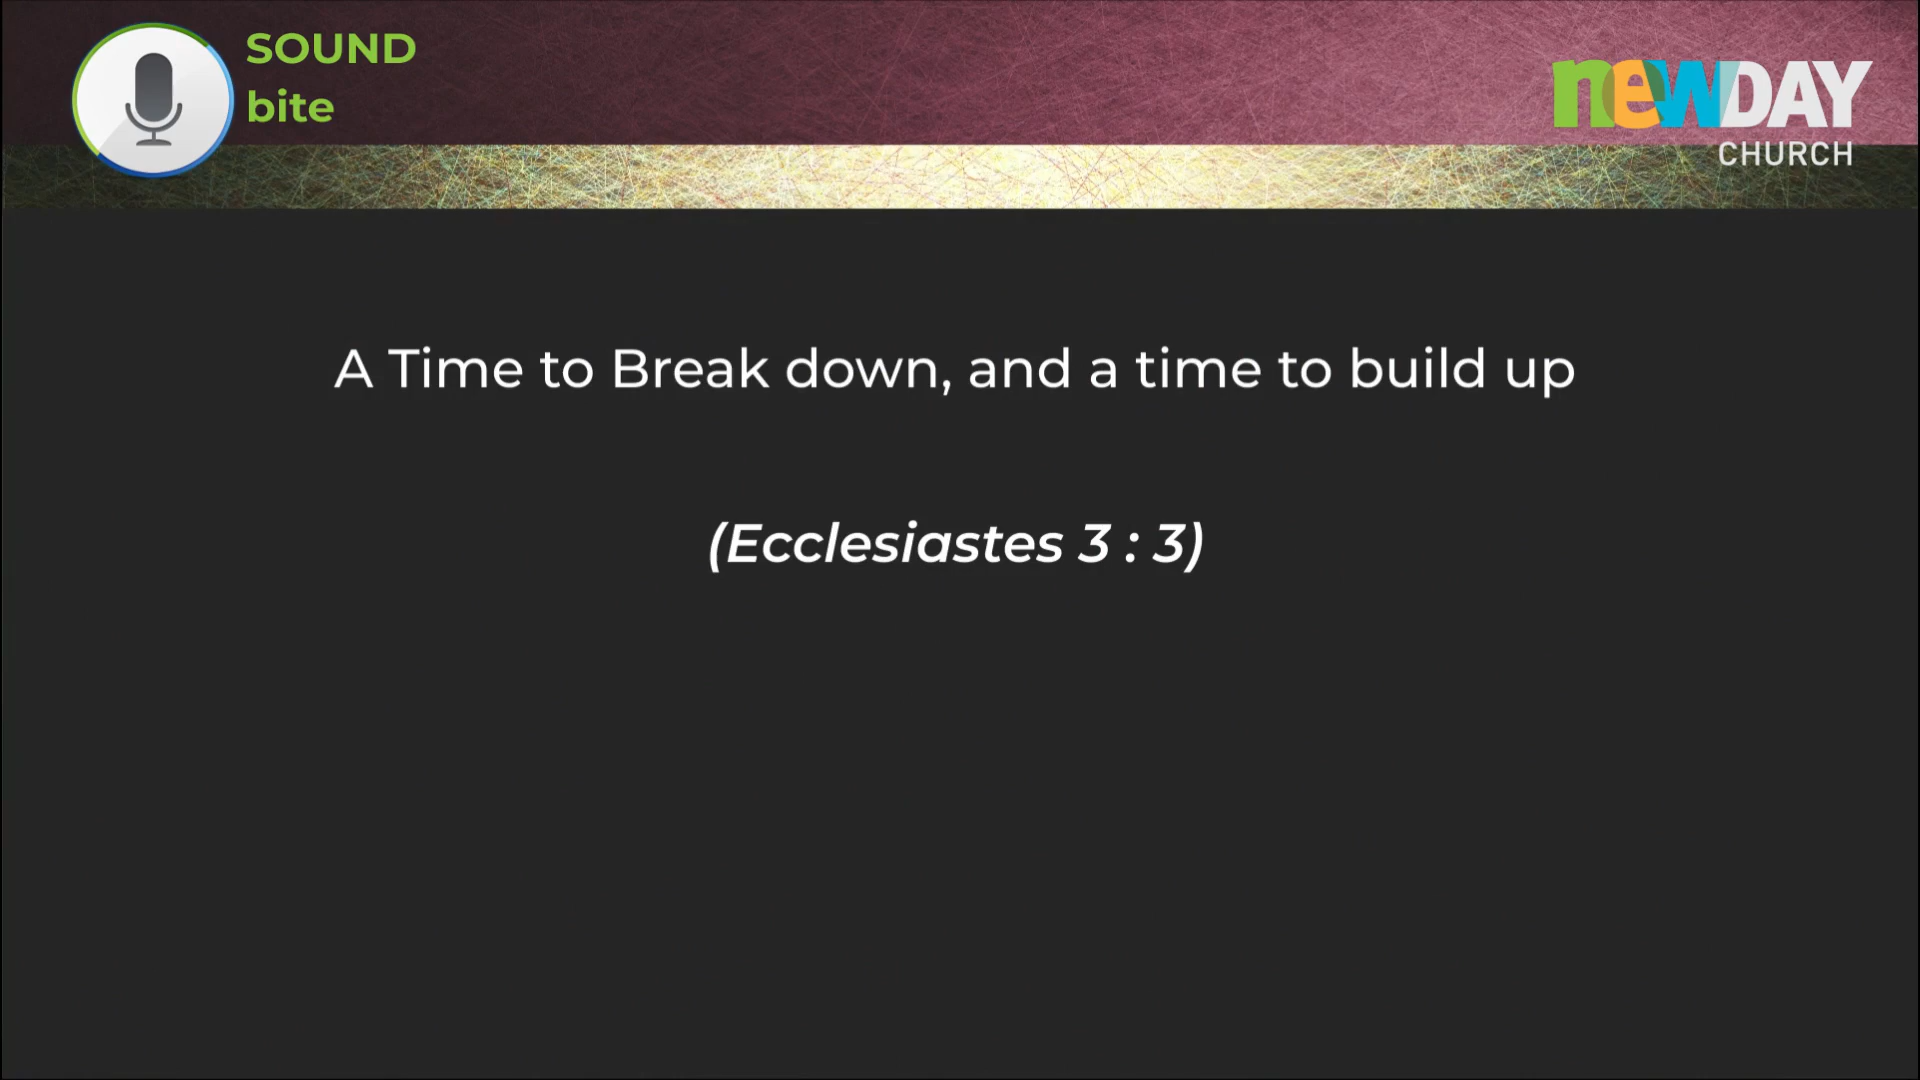 SOUND
bite
newDAY
CHURCH
A Time to Break down, and a time to build up
(Ecclesiastes 3 : 3)